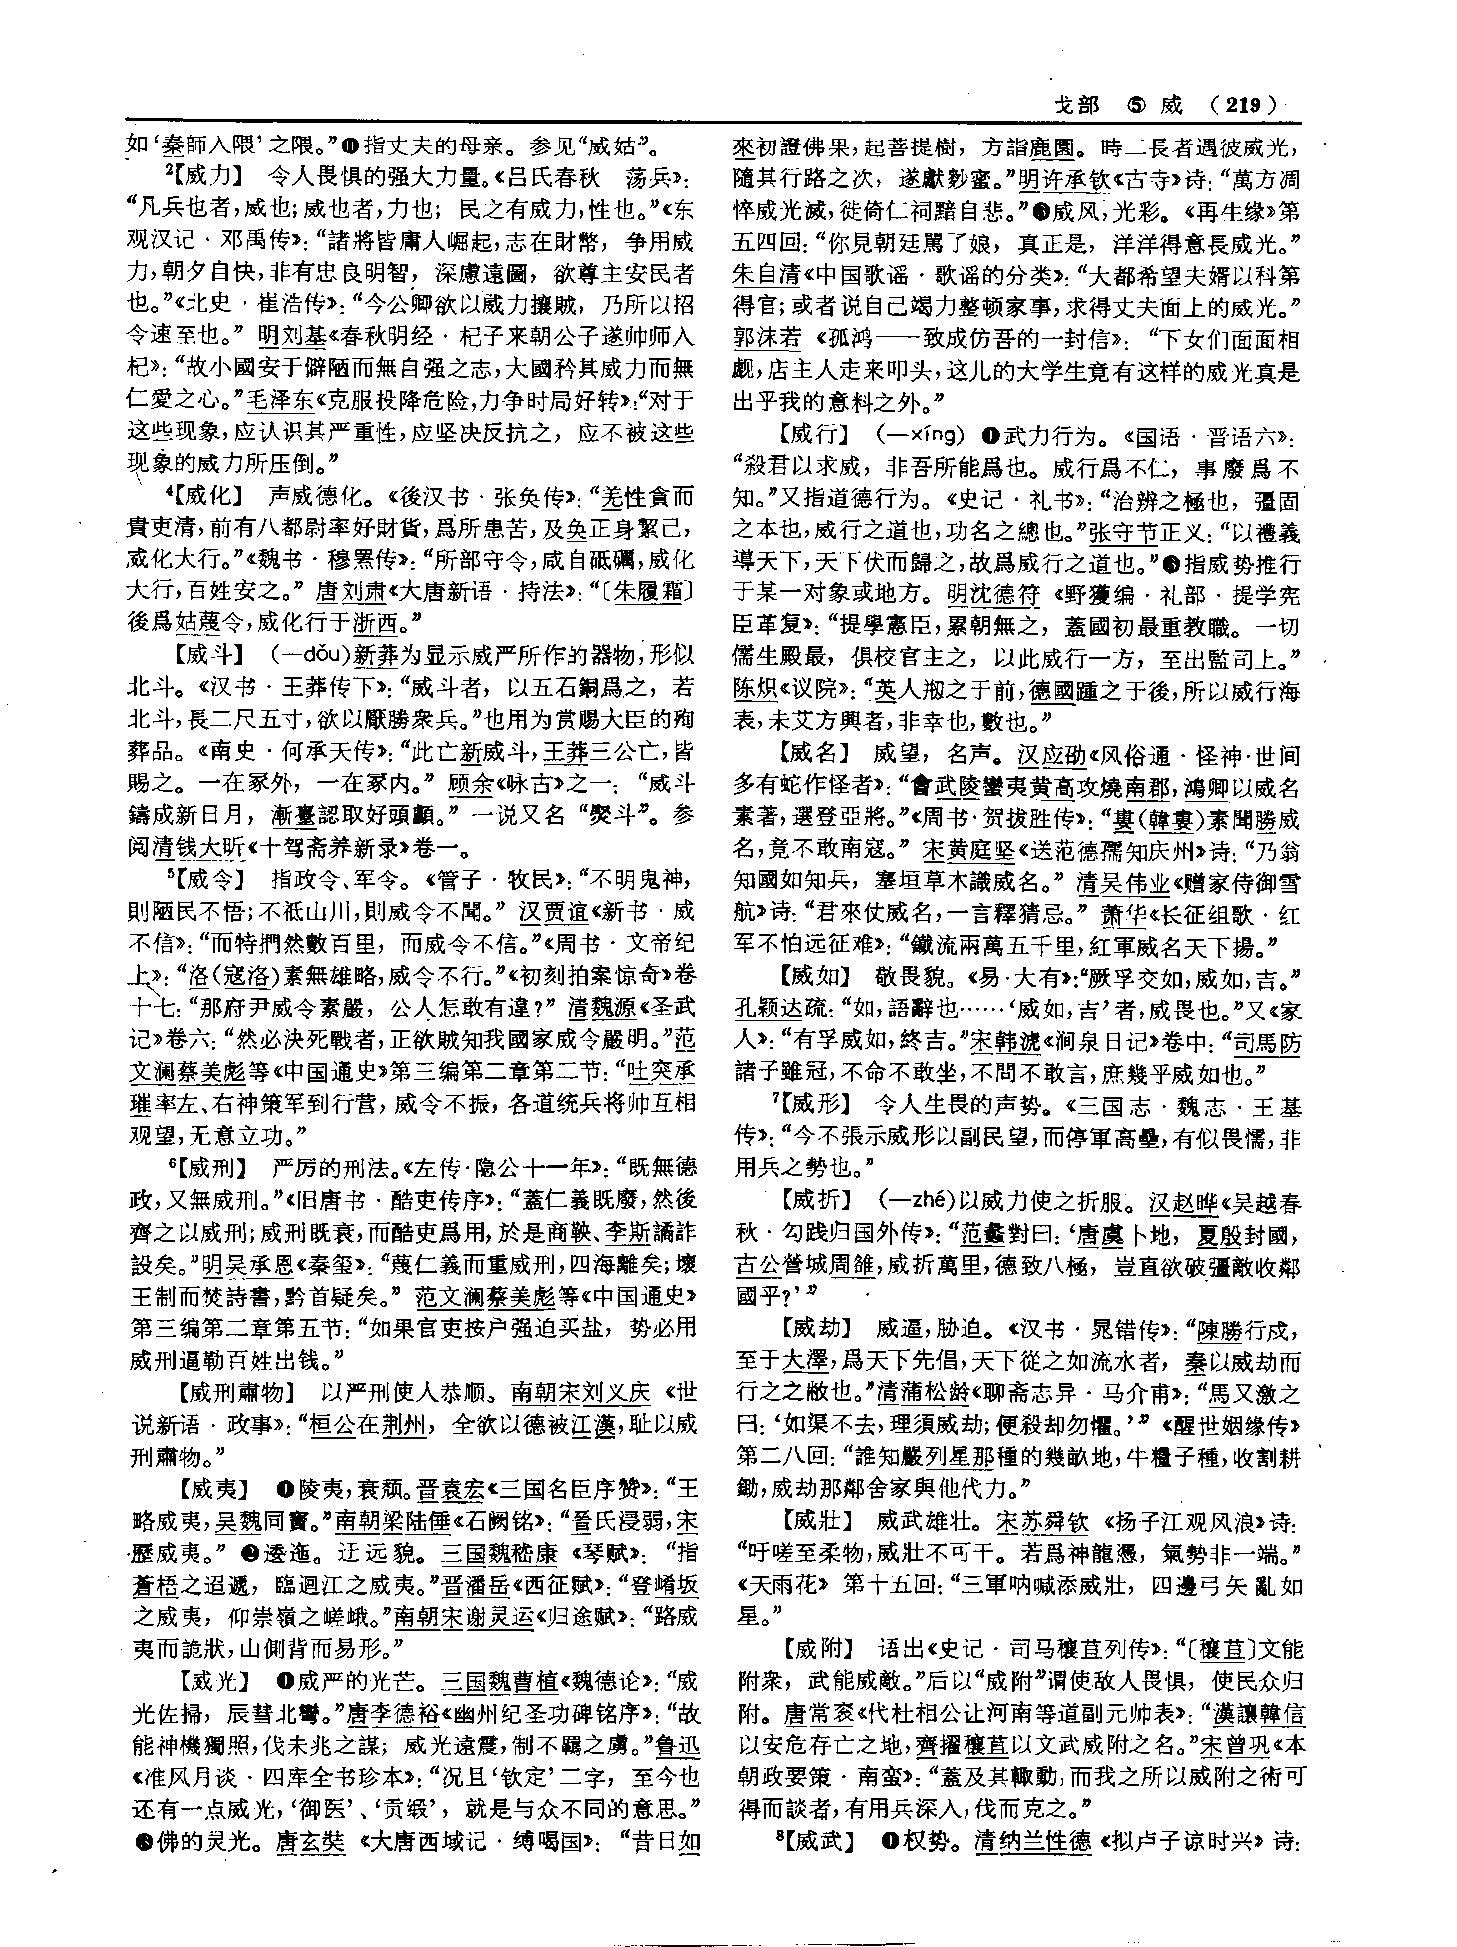 戈部 ⑤ 威 （219）
如‘秦師入隈’之隈。”⓫指丈夫的母亲。参见“威姑”。
²【威力】 令人畏惧的强大力量。《吕氏春秋 荡兵》：
“凡兵也者，威也；威也者，力也；民之有威力，性也。”《东
观汉记·邓禹传》：“諸將皆庸人崛起，志在財幣，争用威
力，朝夕自快，非有忠良明智，深慮遠圖，欲尊主安民者
也。”《北史·崔浩传》：“今公卿欲以威力攘賊，乃所以招
令速至也。” 明刘基《春秋明经·杞子来朝公子遂帅师入
杞》：“故小國安于僻陋而無自强之志，大國矜其威力而無
仁愛之心。”毛泽东《克服投降危险，力争时局好转》：“对于
这些现象，应认识其严重性，应坚决反抗之，应不被这些
现象的威力所压倒。”
⁴【威化】 声威德化。《後汉书·张奂传》：“羌性貪而
貴吏清，前有八都尉率好財貨，爲所患苦，及奂正身絜己，
威化大行。”《魏书·穆羆传》：“所部守令，咸自砥礪，威化
大行，百姓安之。” 唐刘肃《大唐新语·持法》：“〔朱履霜〕
後爲姑蔑令，威化行于浙西。”
【威斗】 （—dǒu）新莽为显示威严所作的器物，形似
北斗。《汉书·王莽传下》：“威斗者，以五石銅爲之，若
北斗，長二尺五寸，欲以厭勝衆兵。”也用为赏赐大臣的殉
葬品。《南史·何承天传》：“此亡新威斗，王莽三公亡，皆
賜之。一在冢外，一在冢内。” 顾余《咏古》之一：“威斗
鑄成新日月，漸臺認取好頭顱。” 一说又名“熨斗”。参
阅清钱大昕《十驾斋养新录》卷一。
⁵【威令】 指政令、军令。《管子·牧民》：“不明鬼神，
則陋民不悟；不衹山川，則威令不聞。” 汉贾谊《新书·威
不信》：“而特捫然數百里，而威令不信。”《周书·文帝纪
上》：“洛（寇洛）素無雄略，威令不行。”《初刻拍案惊奇》卷
十七：“那府尹威令素嚴，公人怎敢有違？” 清魏源《圣武
记》卷六：“然必決死戰者，正欲賊知我國家威令嚴明。”范
文澜蔡美彪等《中国通史》第三编第二章第二节：“吐突承
璀率左、右神策军到行营，威令不振，各道统兵将帅互相
观望，无意立功。”
⁶【威刑】 严厉的刑法。《左传·隐公十一年》：“既無德
政，又無威刑。”《旧唐书·酷吏传序》：“蓋仁義既廢，然後
齊之以威刑；威刑既衰，而酷吏爲用，於是商鞅、李斯譎詐
設矣。”明吴承恩《秦玺》：“蔑仁義而重威刑，四海離矣；壞
王制而焚詩書，黔首疑矣。” 范文澜蔡美彪等《中国通史》
第三编第二章第五节：“如果官吏按户强迫买盐，势必用
威刑逼勒百姓出钱。”
【威刑肅物】 以严刑使人恭顺。南朝宋刘义庆《世
说新语·政事》：“桓公在荆州，全欲以德被江漢，耻以威
刑肅物。”
【威夷】 ❶陵夷，衰颓。晋袁宏《三国名臣序赞》：“王
略威夷，吴魏同寶。”南朝梁陆倕《石阙铭》：“晉氏浸弱，宋
歷威夷。” ❷逶迤。迂远貌。三国魏嵇康《琴赋》：“指
蒼梧之迢遞，臨迴江之威夷。”晋潘岳《西征赋》：“登崤坂
之威夷，仰崇嶺之嵯峨。”南朝宋谢灵运《归途赋》：“路威
夷而詭狀，山側背而易形。”
【威光】 ❶威严的光芒。三国魏曹植《魏德论》：“威
光佐掃，辰彗北彎。”唐李德裕《幽州纪圣功碑铭序》：“故
能神機獨照，伐未兆之謀；威光遠震，制不羈之虜。”鲁迅
《准风月谈·四库全书珍本》：“况且‘钦定’二字，至今也
还有一点威光，‘御医’、‘贡缎’，就是与众不同的意思。”
❸佛的灵光。唐玄奘《大唐西域记·缚喝国》：“昔日如
來初證佛果，起菩提樹，方詣鹿園。時二長者遇彼威光，
隨其行路之次，遂獻麨蜜。”明许承钦《古寺》诗：“萬方凋
悴威光滅，徙倚仁祠黯自悲。”❸威风，光彩。《再生缘》第
五四回：“你見朝廷罵了娘，真正是，洋洋得意長威光。”
朱自清《中国歌谣·歌谣的分类》：“大都希望夫婿以科第
得官；或者说自己竭力整顿家事，求得丈夫面上的威光。”
郭沫若《孤鸿——致成仿吾的一封信》：“下女们面面相
觑，店主人走来叩头，这儿的大学生竟有这样的威光真是
出乎我的意料之外。”
【威行】 （—xíng）❶武力行为。《国语·晋语六》：
“殺君以求威，非吾所能爲也。威行爲不仁，事廢爲不
知。”又指道德行为。《史记·礼书》：“治辨之極也，彊固
之本也，威行之道也，功名之總也。”张守节正义：“以禮義
導天下，天下伏而歸之，故爲威行之道也。”❷指威势推行
于某一对象或地方。明沈德符《野獲编·礼部·提学宪
臣革复》：“提學憲臣，累朝無之，蓋國初最重教職。一切
儒生殿最，俱校官主之，以此威行一方，至出監司上。”
陈炽《议院》：“英人撥之于前，德國踵之于後，所以威行海
表，未艾方興者，非幸也，數也。”
【威名】 威望，名声。汉应劭《风俗通·怪神·世间
多有蛇作怪者》：“會武陵蠻夷黄高攻燒南郡，鴻卿以威名
素著，選登亞將。”《周书·贺拔胜传》：“婁（韓婁）素聞勝威
名，竟不敢南寇。” 宋黄庭坚《送范德孺知庆州》诗：“乃翁
知國如知兵，塞垣草木識威名。” 清吴伟业《赠家侍御雪
航》诗：“君來仗威名，一言釋猜忌。” 萧华《长征组歌·红
军不怕远征难》：“鐵流兩萬五千里，紅軍威名天下揚。”
【威如】 敬畏貌。《易·大有》：“厥孚交如，威如，吉。”
孔颖达疏：“如，語辭也……‘威如，吉’者，威畏也。”又《家
人》：“有孚威如，終吉。”宋韩淲《涧泉日记》卷中：“司馬防
諸子雖冠，不命不敢坐，不問不敢言，庶幾乎威如也。”
⁷【威形】 令人生畏的声势。《三国志·魏志·王基
传》：“今不張示威形以副民望，而停軍高壘，有似畏懦，非
用兵之勢也。”
【威折】 （—zhé）以威力使之折服。汉赵晔《吴越春
秋·勾践归国外传》：“范蠡對曰：‘唐虞卜地，夏殷封國，
古公營城周雒，威折萬里，德致八極，豈直欲破彊敵收鄰
國乎？’”
【威劫】 威逼，胁迫。《汉书·晁错传》：“陳勝行戍，
至于大澤，爲天下先倡，天下從之如流水者，秦以威劫而
行之之敝也。”清蒲松龄《聊斋志异·马介甫》：“馬又激之
曰：‘如渠不去，理須威劫；便殺却勿懼。’”《醒世姻缘传》
第二八回：“誰知嚴列星那種的幾畝地，牛糧子種，收割耕
鋤，威劫那鄰舍家與他代力。”
【威壯】 威武雄壮。宋苏舜钦《扬子江观风浪》诗：
“吁嗟至柔物，威壯不可干。若爲神龍憑，氣勢非一端。”
《天雨花》第十五回：“三軍呐喊添威壯，四邊弓矢亂如
星。”
【威附】 语出《史记·司马穰苴列传》：“〔穰苴〕文能
附衆，武能威敵。”后以“威附”谓使敌人畏惧，使民众归
附。唐常衮《代杜相公让河南等道副元帅表》：“漢讓韓信
以安危存亡之地，齊擢穰苴以文武威附之名。”宋曾巩《本
朝政要策·南蛮》：“蓋及其輒動，而我之所以威附之術可
得而談者，有用兵深入，伐而克之。”
⁸【威武】 ❶权势。清纳兰性德《拟卢子谅时兴》诗：